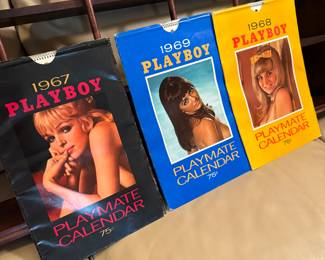 1967
PLAYBOY
PLAYMATE
CALENDAR
75¢
1969
PLAYBOY
PLAYMATE
CALENDAR
75¢
1968
PLAYBOY
PLAYMATE
CALENDAR
75¢